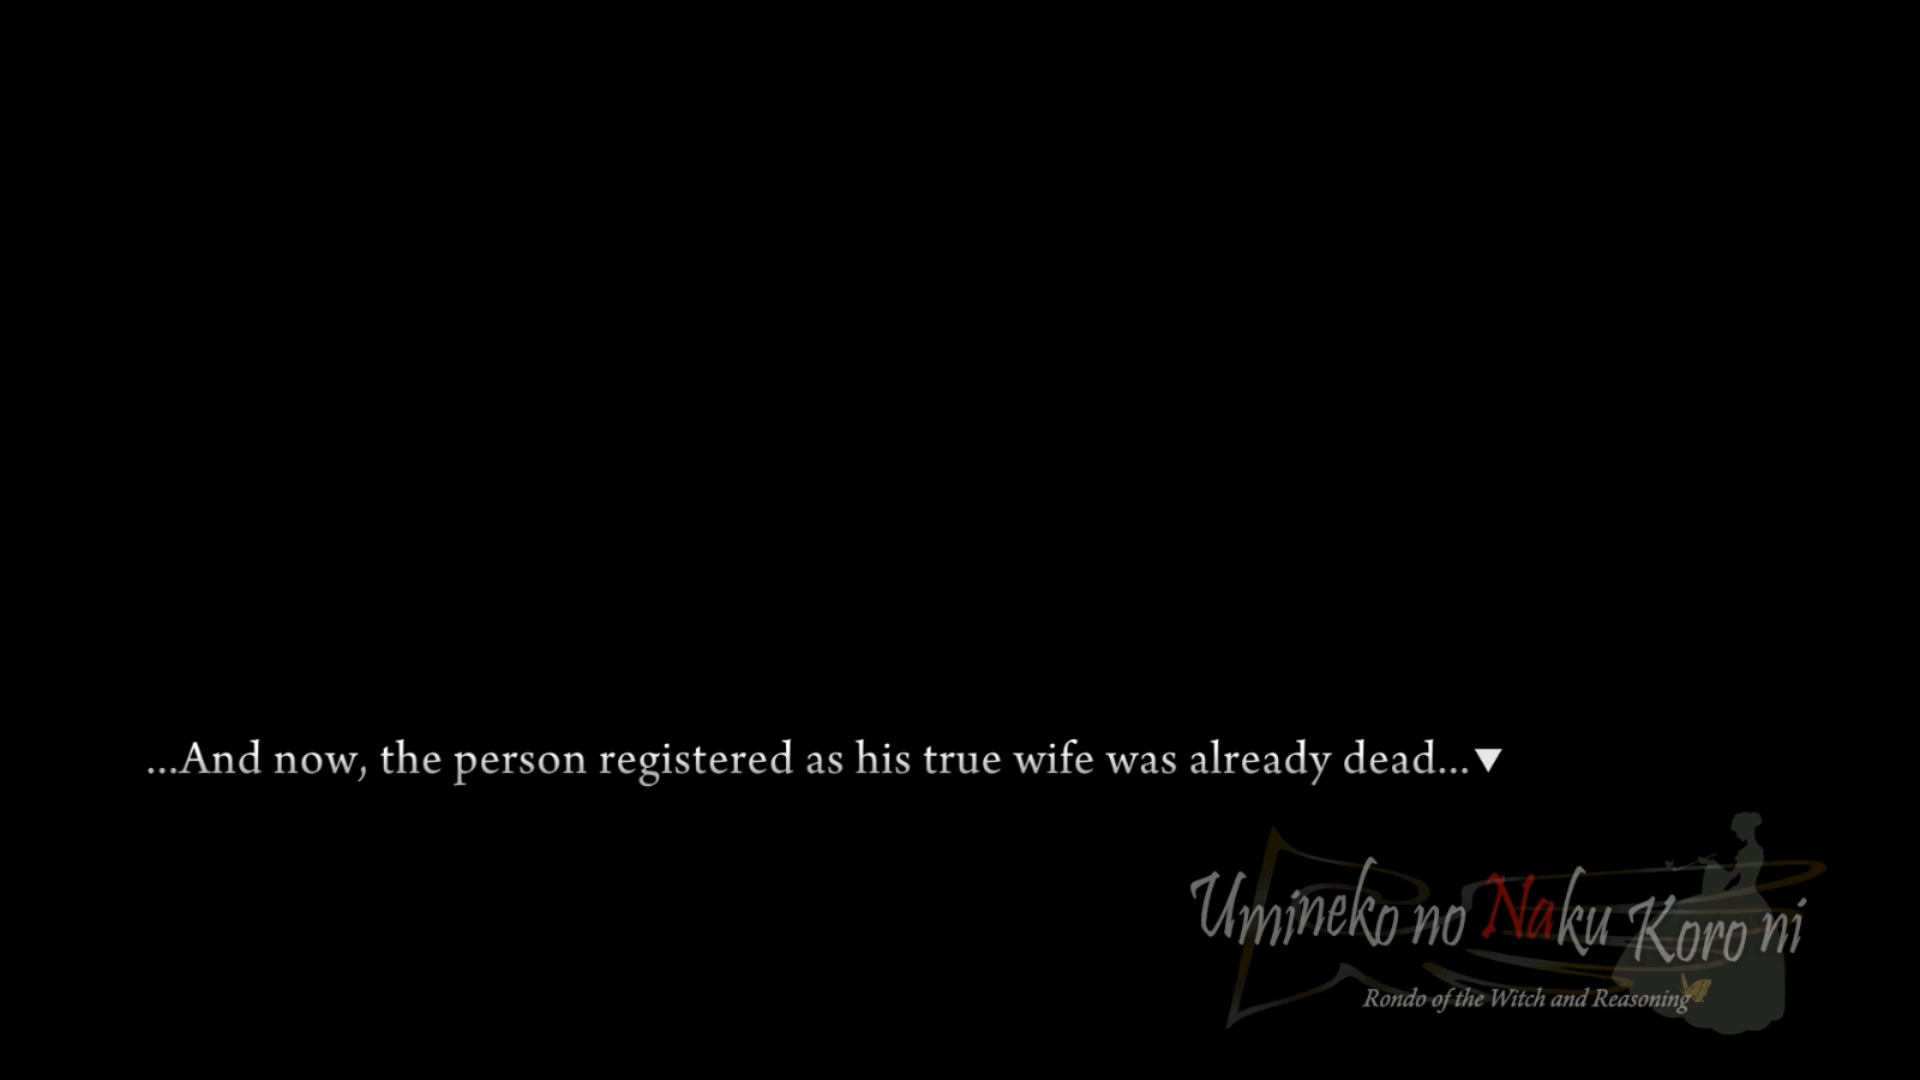 ...And now, the person registered as his true wife was already dead...▼
Umineko no Naku Koro ni
Rondo of the Witch and Reasoning